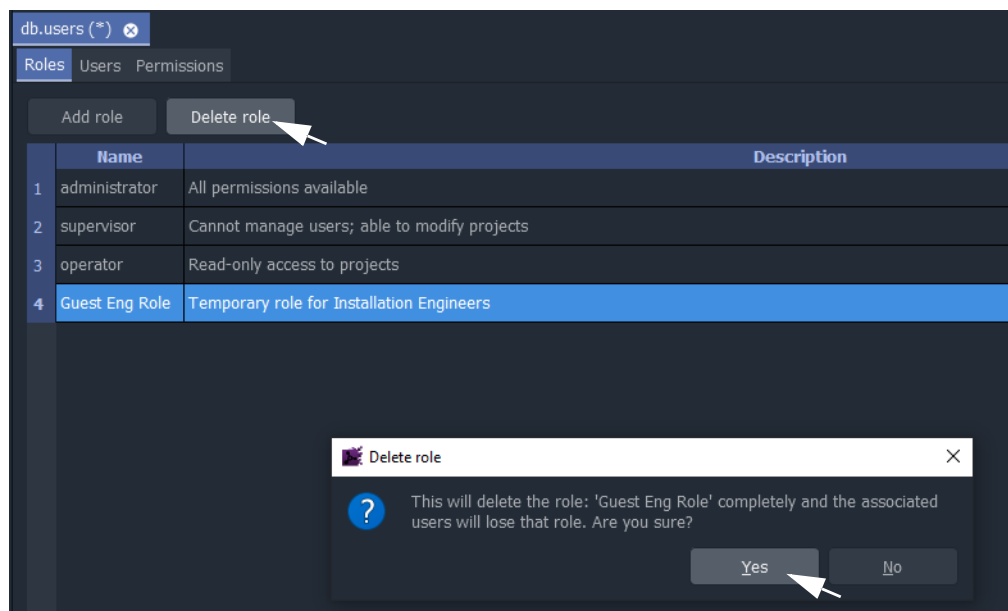 db.users (*)
Roles Users Permissions
Add role Delete role
Name Description
1 administrator All permissions available
2 supervisor Cannot manage users; able to modify projects
3 operator Read-only access to projects
4 Guest Eng Role Temporary role for Installation Engineers
Delete role
?
This will delete the role: 'Guest Eng Role' completely and the associated
users will lose that role. Are you sure?
Yes No